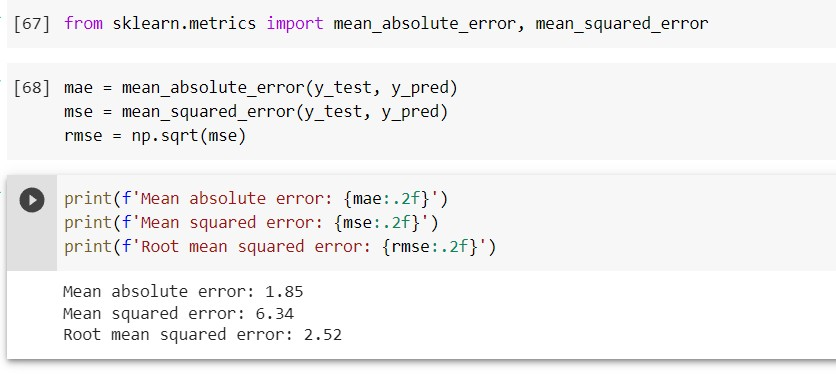 [67] from sklearn.metrics import mean_absolute_error, mean_squared_error
[68] mae = mean_absolute_error(y_test, y_pred)
mse = mean_squared_error(y_test, y_pred)
rmse = np.sqrt(mse)
print(f'Mean absolute error: {mae:.2f}')
print(f'Mean squared error: {mse:.2f}')
print(f'Root mean squared error: {rmse:.2f}')
Mean absolute error: 1.85
Mean squared error: 6.34
Root mean squared error: 2.52